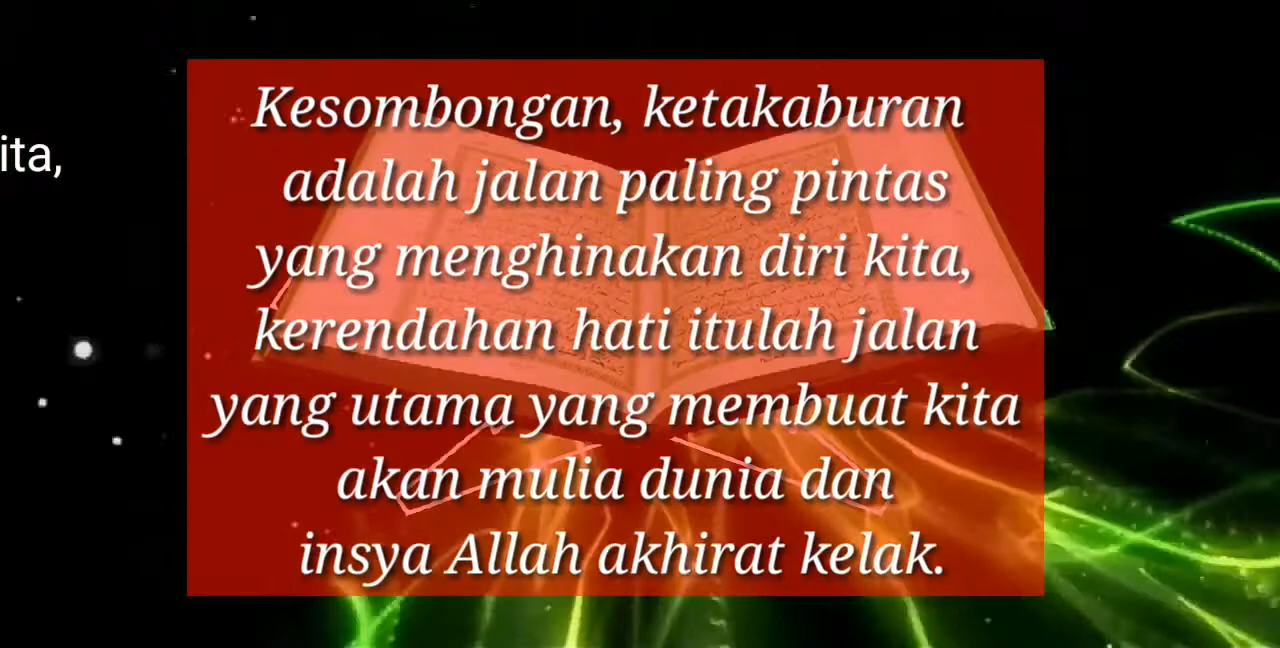 ita,
Kesombongan, ketakaburan
adalah jalan paling pintas
yang menghinakan diri kita,
kerendahan hati itulah jalan
yang utama yang membuat kita
akan mulia dunia dan
insya Allah akhirat kelak.